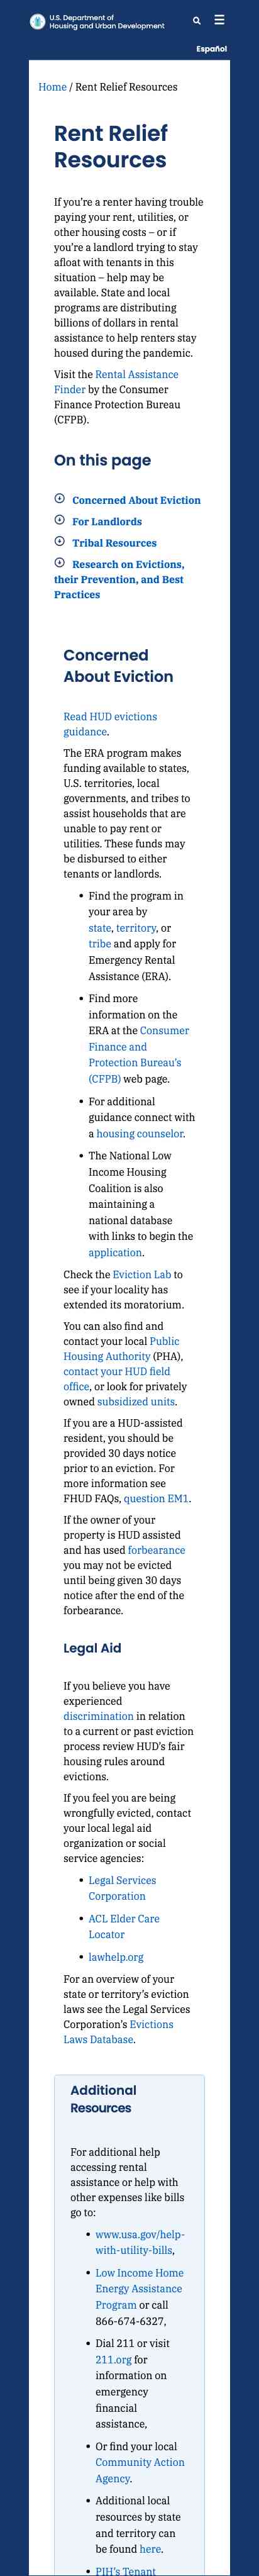 U.S. Department of
Housing and Urban Development
Español
Home / Rent Relief Resources
Rent Relief
Resources
If you're a renter having trouble
paying your rent, utilities, or
other housing costs – or if
you're a landlord trying to stay
afloat with tenants in this
situation – help may be
available. State and local
programs are distributing
billions of dollars in rental
assistance to help renters stay
housed during the pandemic.
Visit the Rental Assistance
Finder by the Consumer
Finance Protection Bureau
(CFPB).
On this page
Concerned About Eviction
For Landlords
Tribal Resources
Research on Evictions,
their Prevention, and Best
Practices
Concerned
About Eviction
Read HUD evictions
guidance.
The ERA program makes
funding available to states,
U.S. territories, local
governments, and tribes to
assist households that are
unable to pay rent or
utilities. These funds may
be disbursed to either
tenants or landlords.
• Find the program in
your area by
state, territory, or
tribe and apply for
Emergency Rental
Assistance (ERA).
• Find more
information on the
ERA at the Consumer
Finance and
Protection Bureau's
(CFPB) web page.
• For additional
guidance connect with
a housing counselor.
• The National Low
Income Housing
Coalition is also
maintaining a
national database
with links to begin the
application.
Check the Eviction Lab to
see if your locality has
extended its moratorium.
You can also find and
contact your local Public
Housing Authority (PHA),
contact your HUD field
office, or look for privately
owned subsidized units.
If you are a HUD-assisted
resident, you should be
provided 30 days notice
prior to an eviction. For
more information see
FHUD FAQs, question EM1.
If the owner of your
property is HUD assisted
and has used forbearance
you may not be evicted
until being given 30 days
notice after the end of the
forbearance.
Legal Aid
If you believe you have
experienced
discrimination in relation
to a current or past eviction
process review HUD's fair
housing rules around
evictions.
If you feel you are being
wrongfully evicted, contact
your local legal aid
organization or social
service agencies:
• Legal Services
Corporation
• ACL Elder Care
Locator
• lawhelp.org
For an overview of your
state or territory's eviction
laws see the Legal Services
Corporation's Evictions
Laws Database.
Additional
Resources
For additional help
accessing rental
assistance or help with
other expenses like bills
go to:
• www.usa.gov/help-
with-utility-bills,
• Low Income Home
Energy Assistance
Program or call
866-674-6327,
• Dial 211 or visit
211.org for
information on
emergency
financial
assistance,
• Or find your local
Community Action
Agency.
• Additional local
resources by state
and territory can
be found here.
• PIH's Tenant